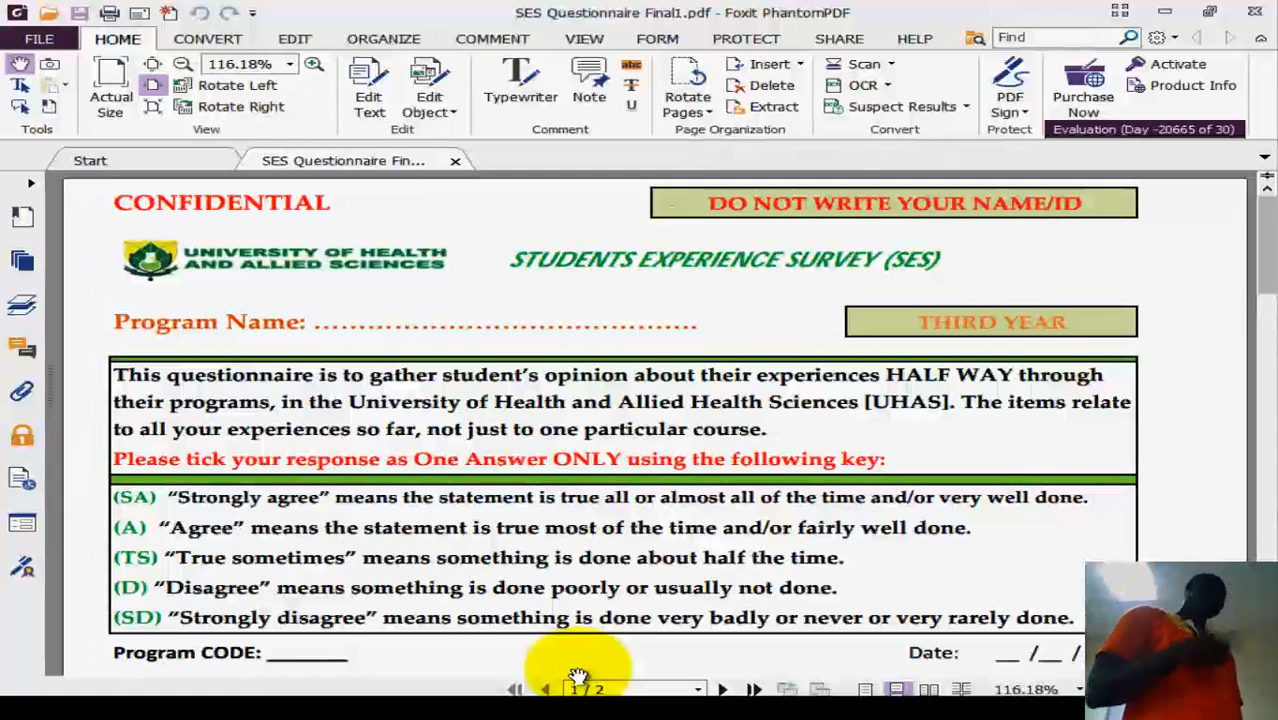 SES Questionnaire Final1.pdf - Foxit PhantomPDF
FILE HOME CONVERT EDIT ORGANIZE COMMENT VIEW FORM PROTECT SHARE HELP Find
116.18%
Rotate Left
Rotate Right
Actual Size
Edit Text
Edit Object
Typewriter
Note
abc
T
U
Rotate Pages
Insert
Delete
Extract
Scan
OCR
Suspect Results
PDF Sign
Purchase Now
Activate
Product Info
Tools View Edit Comment Page Organization Convert Protect Evaluation (Day -20665 of 30)
Start SES Questionnaire Fin...
CONFIDENTIAL DO NOT WRITE YOUR NAME/ID
UNIVERSITY OF HEALTH
AND ALLIED SCIENCES
STUDENTS EXPERIENCE SURVEY (SES)
Program Name: ............................................ THIRD YEAR
This questionnaire is to gather student's opinion about their experiences HALF WAY through
their programs, in the University of Health and Allied Health Sciences [UHAS]. The items relate
to all your experiences so far, not just to one particular course.
Please tick your response as One Answer ONLY using the following key:
(SA) “Strongly agree” means the statement is true all or almost all of the time and/or very well done.
(A) “Agree” means the statement is true most of the time and/or fairly well done.
(TS) “True sometimes” means something is done about half the time.
(D) “Disagree” means something is done poorly or usually not done.
(SD) “Strongly disagree” means something is done very badly or never or very rarely done.
Program CODE: _______ Date: __ /__ /
1 / 2 116.18%